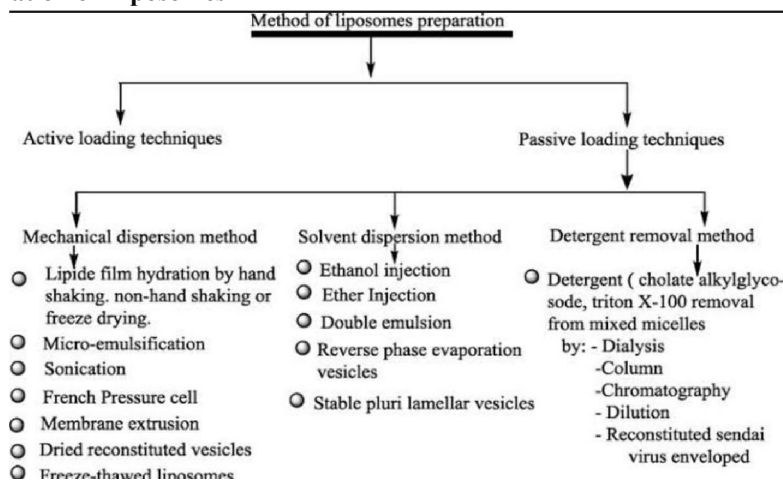 Method of liposomes preparation
Active loading techniques
Passive loading techniques
Mechanical dispersion method
Lipide film hydration by hand
shaking. non-hand shaking or
freeze drying.
Micro-emulsification
Sonication
French Pressure cell
Membrane extrusion
Dried reconstituted vesicles
Freeze-thawed liposomes
Solvent dispersion method
Ethanol injection
Ether Injection
Double emulsion
Reverse phase evaporation
vesicles
Stable pluri lamellar vesicles
Detergent removal method
Detergent ( cholate alkylglyco-
sode, triton X-100 removal
from mixed micelles
by: - Dialysis
-Column
-Chromatography
- Dilution
- Reconstituted sendai
virus enveloped